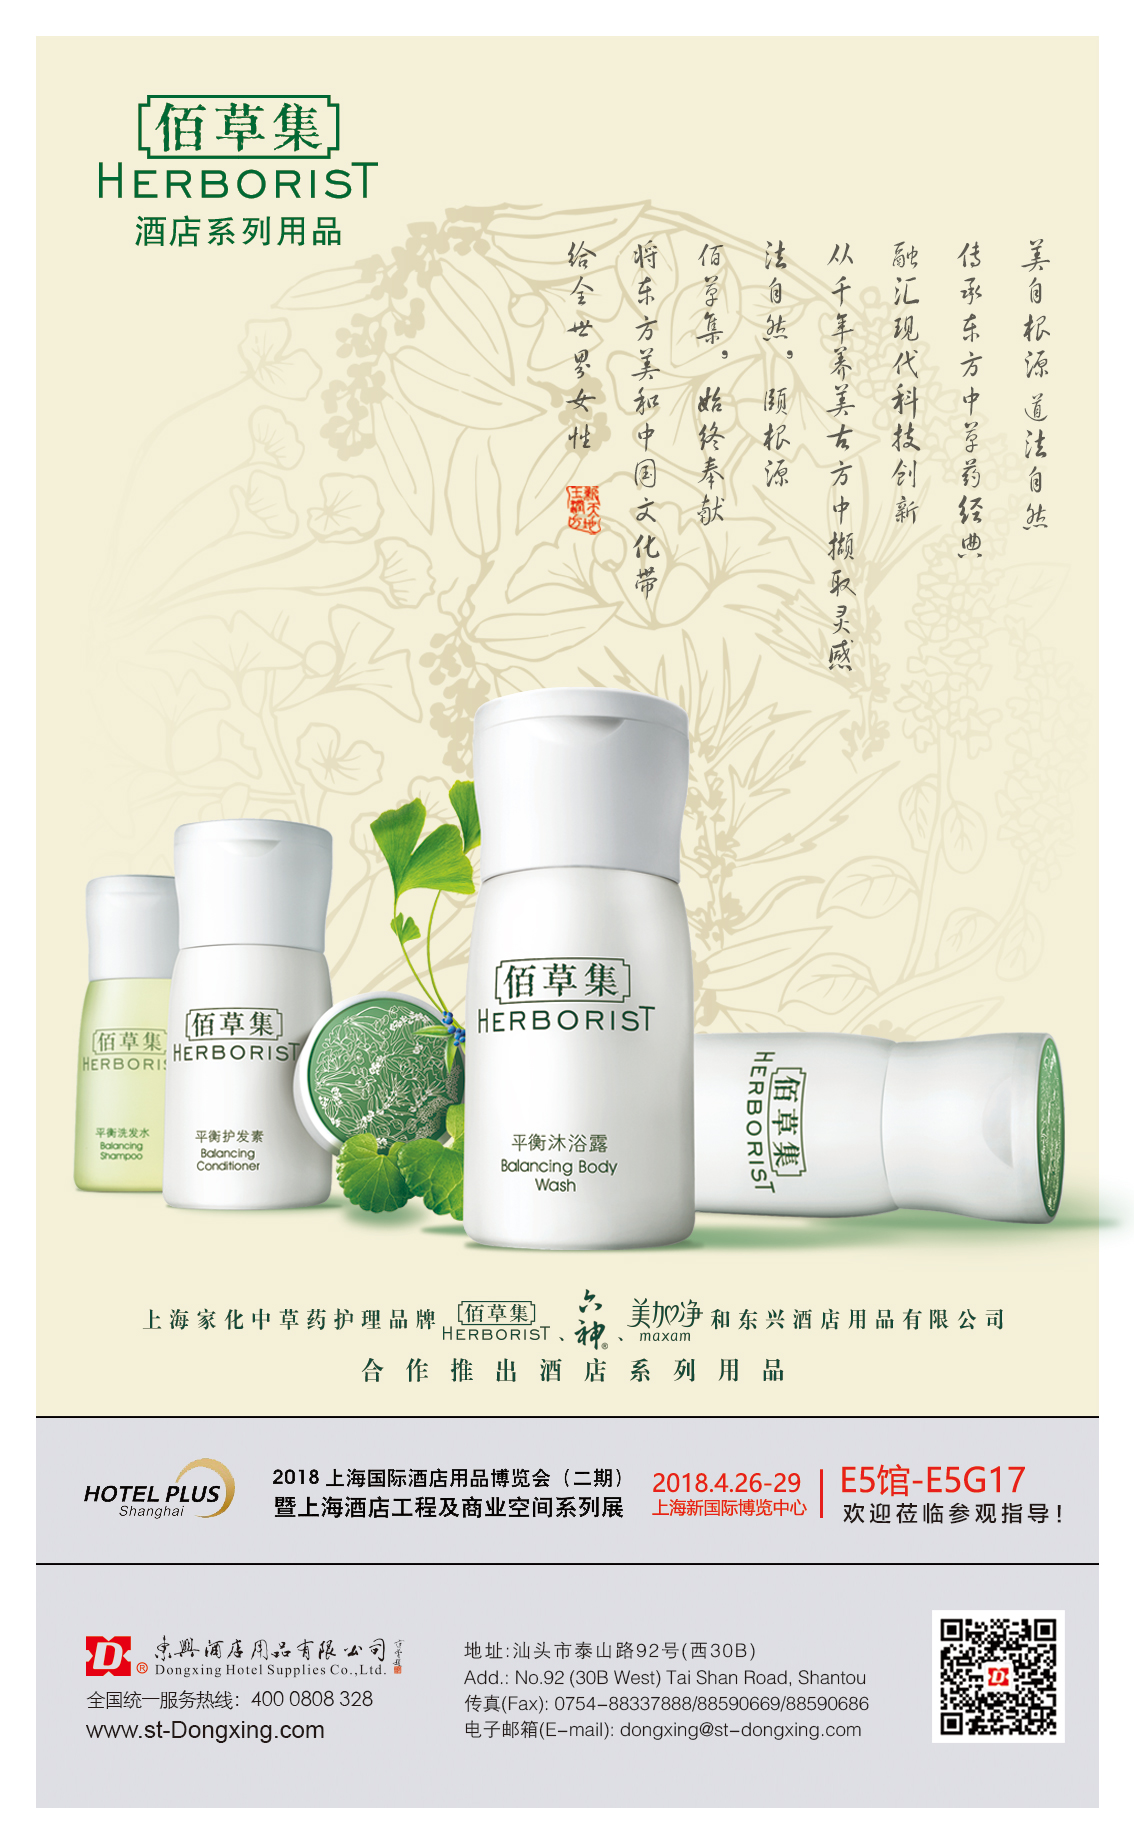 佰草集
HERBORIST
酒店系列用品
美自根源 道法自然
传承东方中草药经典
融汇现代科技创新
从千年养美古方中撷取灵感
法自然，颐根源
佰草集，始终奉献
将东方美和中国文化带
给全世界女性
佰草集
HERBORIS
平衡洗发水
Balancing
Shampoo
佰草集
HERBORIST
平衡护发素
Balancing
Conditioner
佰草集
HERBORIST
平衡沐浴露
Balancing Body
Wash
佰草集
HERBORIST
上海家化中草药护理品牌 佰草集 HERBORIST 、六神® 、美加净 maxam 和东兴酒店用品有限公司
合作推出酒店系列用品
HOTEL PLUS
Shanghai
2018 上海国际酒店用品博览会（二期）
暨上海酒店工程及商业空间系列展
2018.4.26-29
上海新国际博览中心
E5馆-E5G17
欢迎莅临参观指导！
D® 东兴酒店用品有限公司
Dongxing Hotel Supplies Co.,Ltd.
全国统一服务热线：400 0808 328
www.st-Dongxing.com
地址:汕头市泰山路92号(西30B)
Add.: No.92 (30B West) Tai Shan Road, Shantou
传真(Fax): 0754-88337888/88590669/88590686
电子邮箱(E-mail): dongxing@st-dongxing.com